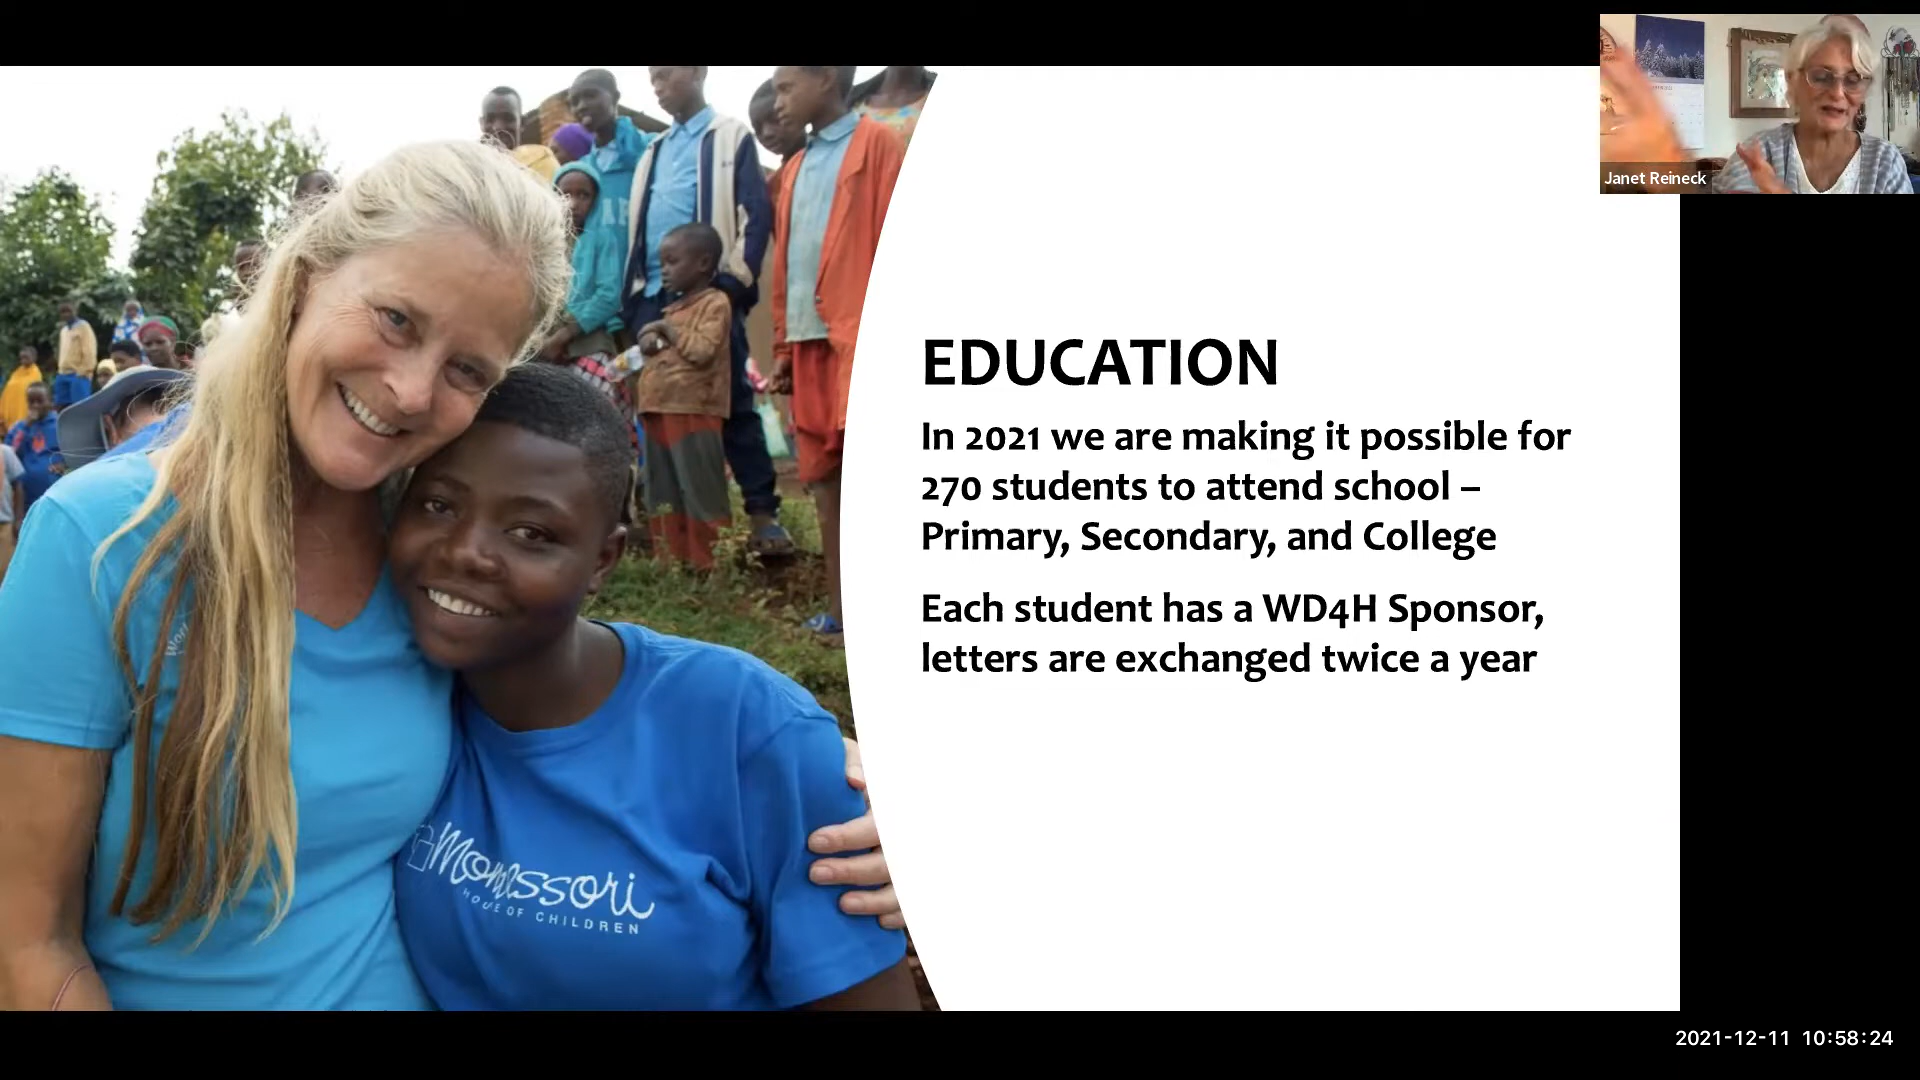 Janet Reineck
EDUCATION
In 2021 we are making it possible for
270 students to attend school –
Primary, Secondary, and College
Each student has a WD4H Sponsor,
letters are exchanged twice a year
Montessori
HOUSE OF CHILDREN
2021-12-11 10:58:24